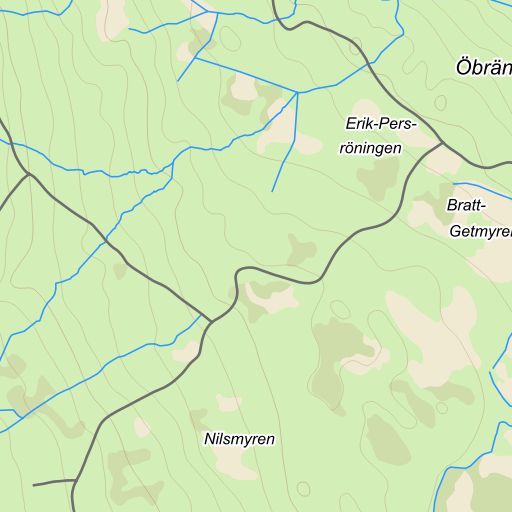 Öbrän
Erik-Pers-
röningen
Bratt-
Getmyren
Nilsmyren